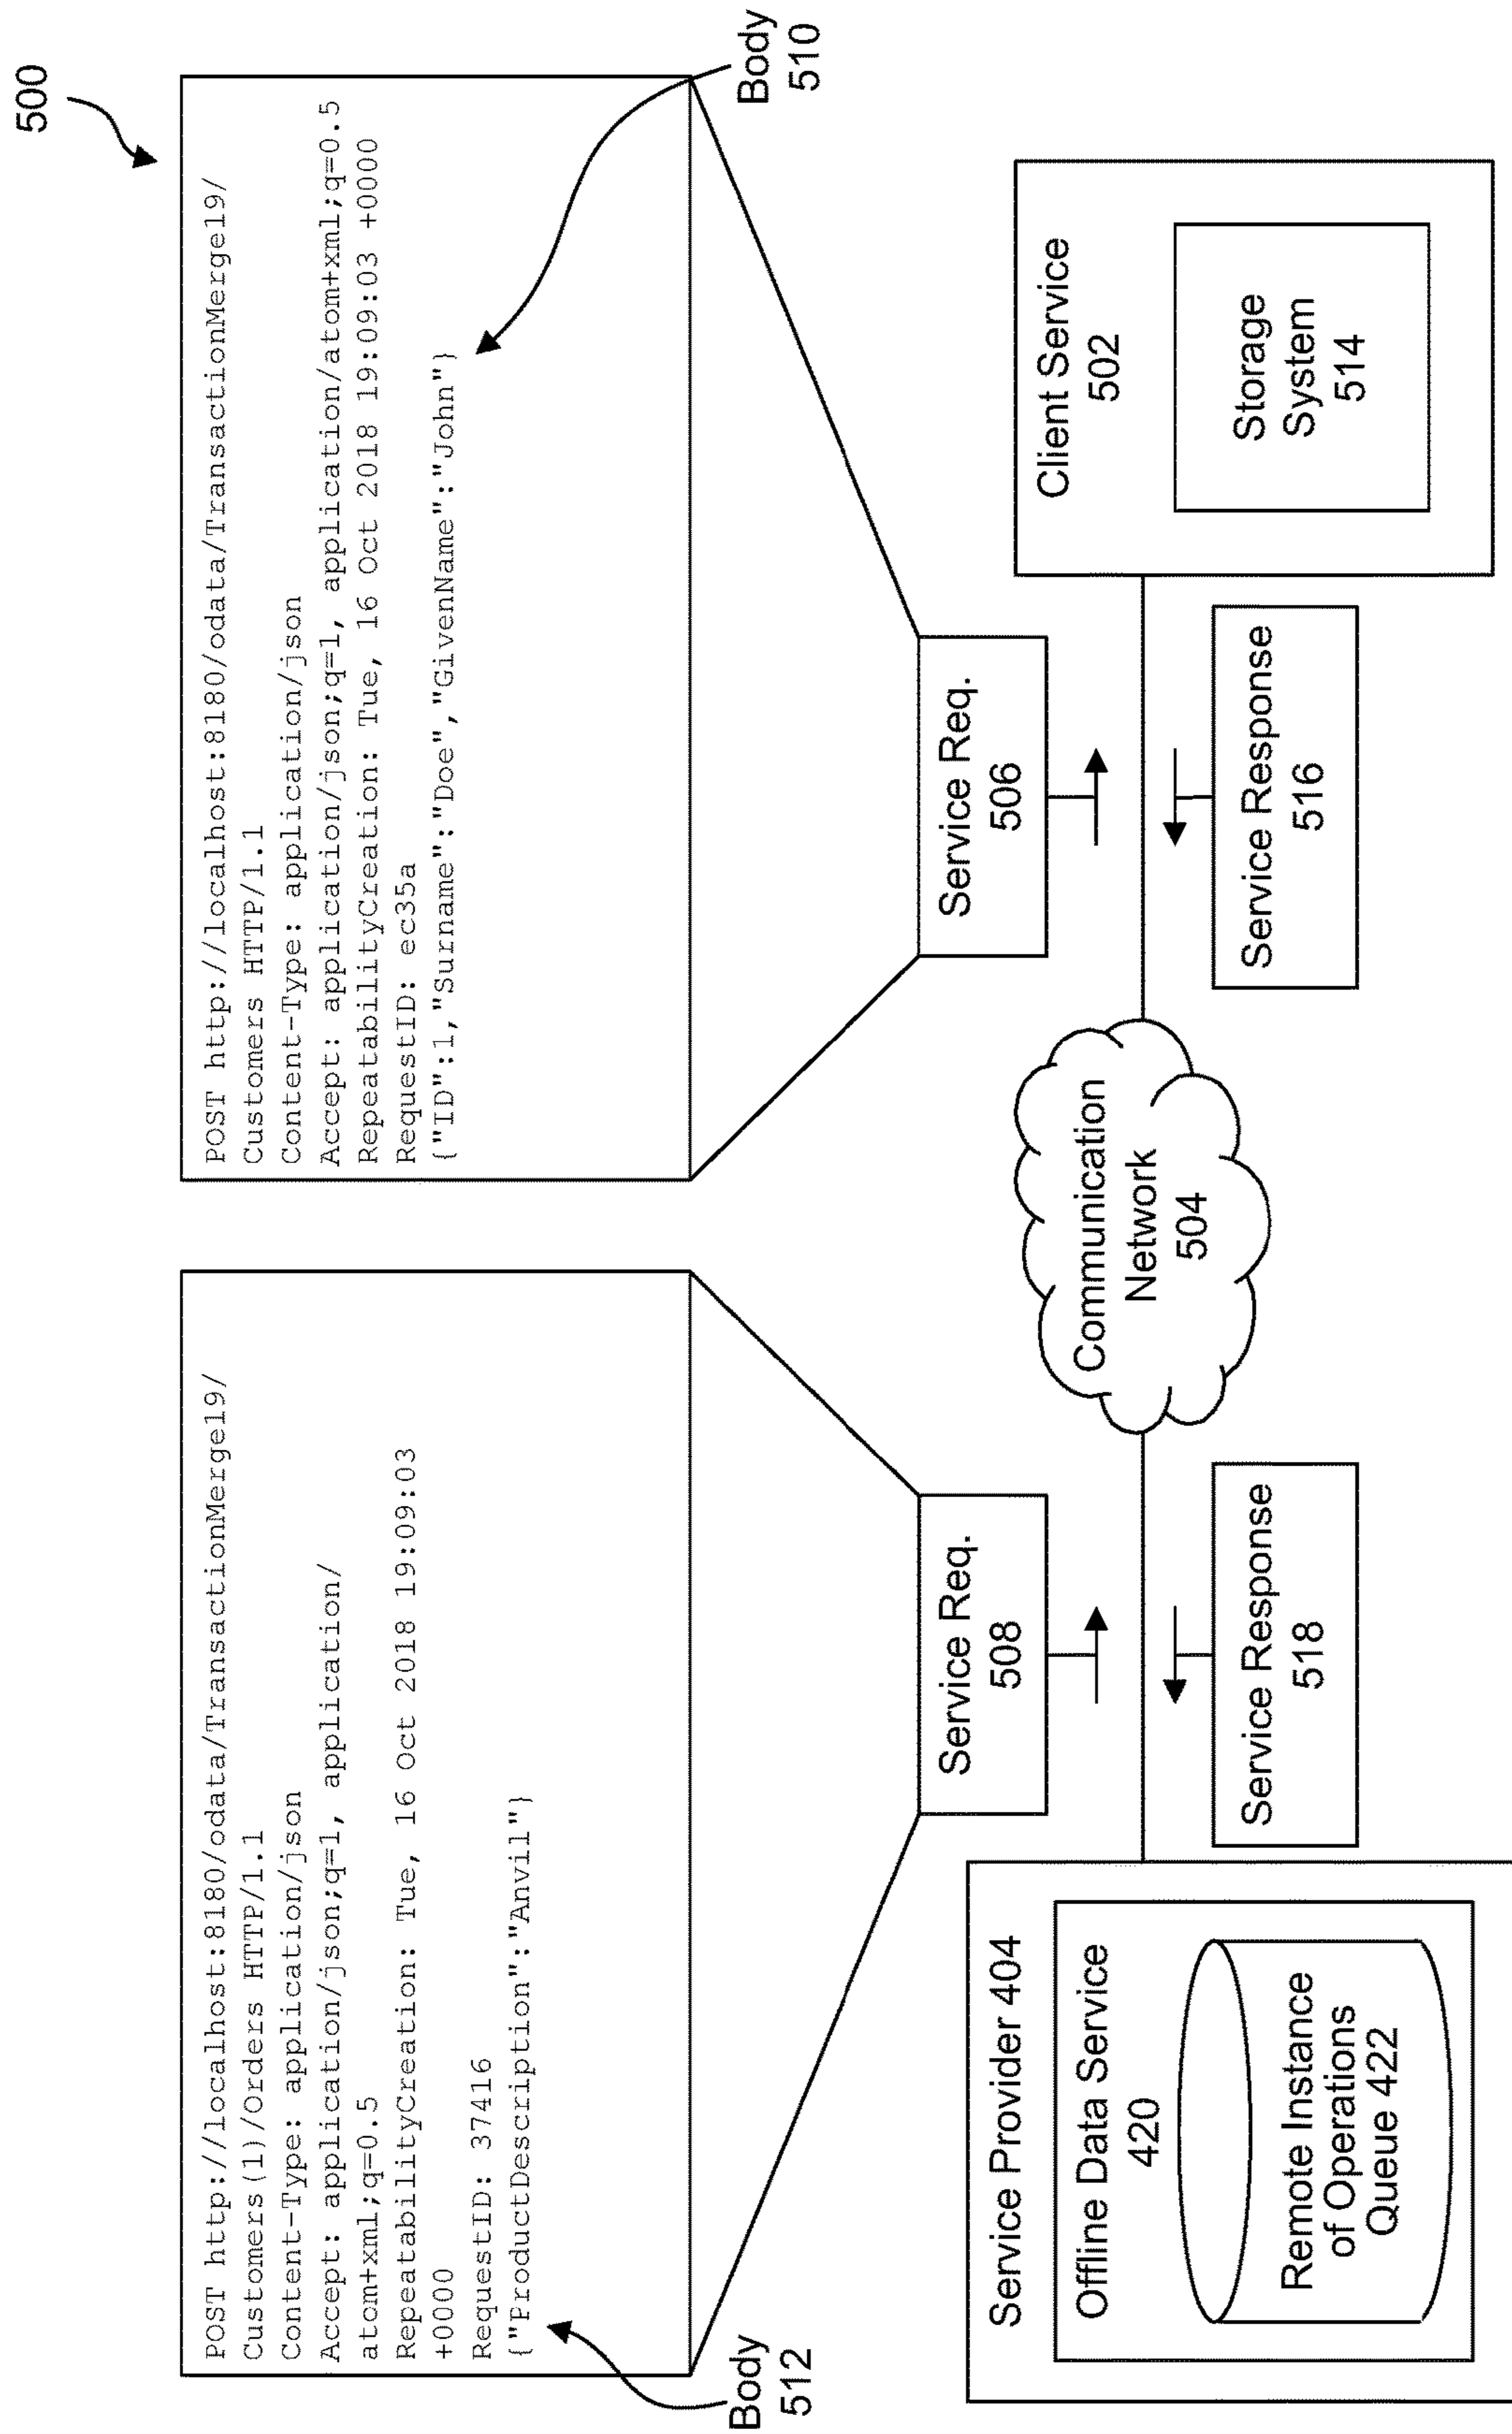 500
POST http://localhost:8180/odata/TransactionMerge19/
Customers(1)/orders HTTP/1.1
Content-Type: application/json
Accept: application/json;q=1, application/
atom+xml;q=0.5
RepeatabilityCreation: Tue, 16 Oct 2018 19:09:03
+0000
RequestID: 37416
{"ProductDescription":"Anvil"}
Body
512
POST http://localhost:8180/odata/TransactionMerge19/
Customers HTTP/1.1
Content-Type: application/json
Accept: application/json;q=1, application/atom+xml;q=0.5
RepeatabilityCreation: Tue, 16 Oct 2018 19:09:03 +0000
RequestID: ec35a
{"ID":1,"Surname":"Doe","GivenName":"John"}
Body
510
Service Req.
508
Service Req.
506
Service Provider 404
Offline Data Service
420
Remote Instance
of Operations
Queue 422
Service Response
518
Communication
Network
504
Service Response
516
Client Service
502
Storage
System
514